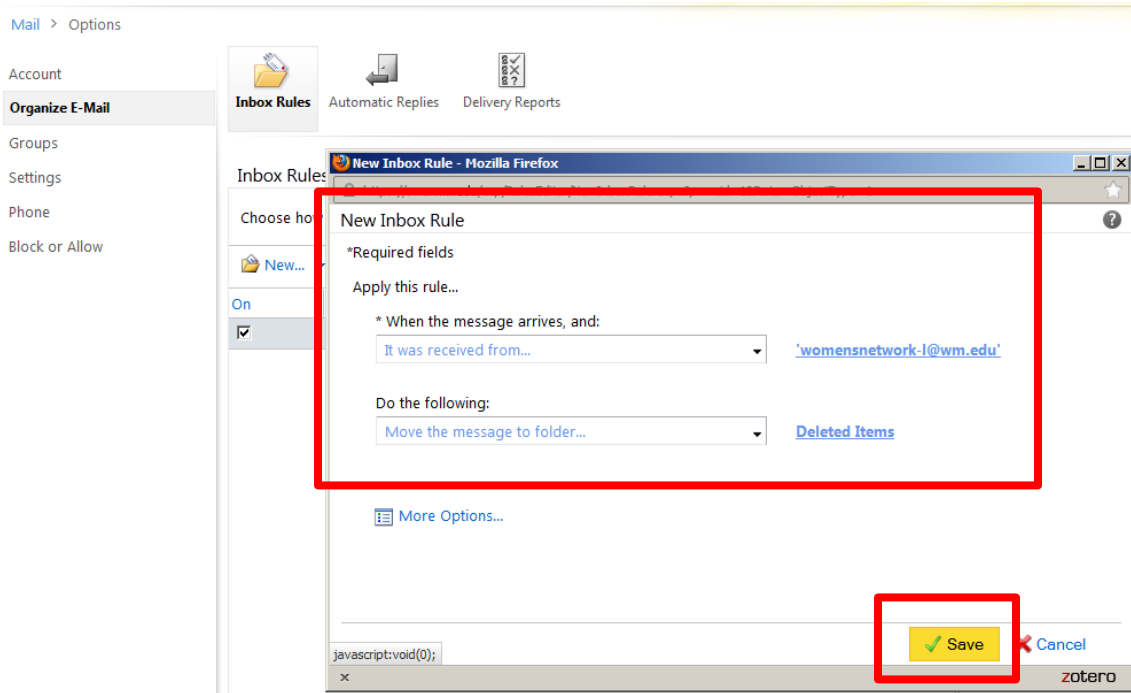 Mail > Options
Account
Organize E-Mail
Groups
Settings
Phone
Block or Allow
Inbox Rules
Automatic Replies
Delivery Reports
Inbox Rules
Choose how
New...
On
New Inbox Rule - Mozilla Firefox
New Inbox Rule
*Required fields
Apply this rule...
* When the message arrives, and:
It was received from... 'womensnetwork-l@wm.edu'
Do the following:
Move the message to folder... Deleted Items
More Options...
Save Cancel
javascript:void(0);
x zotero